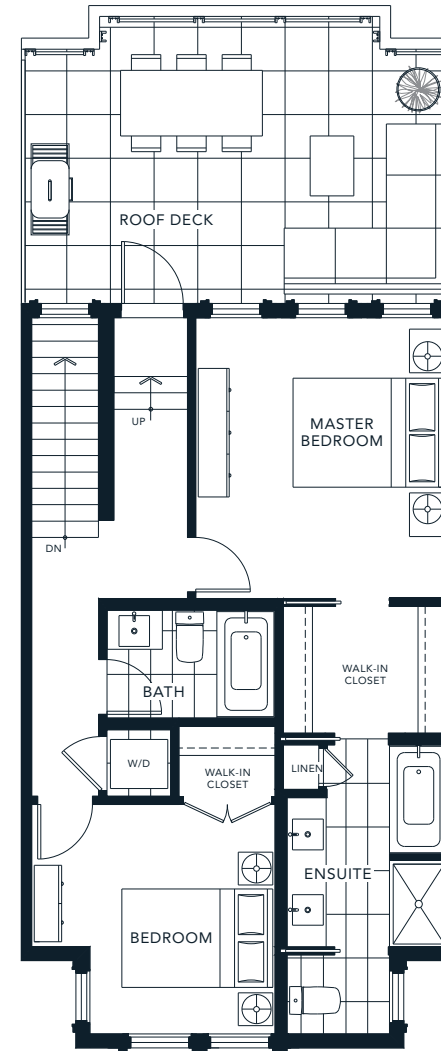 ROOF DECK
UP
MASTER
BEDROOM
DN
WALK-IN
CLOSET
BATH
W/D
WALK-IN
CLOSET
LINEN
ENSUITE
BEDROOM